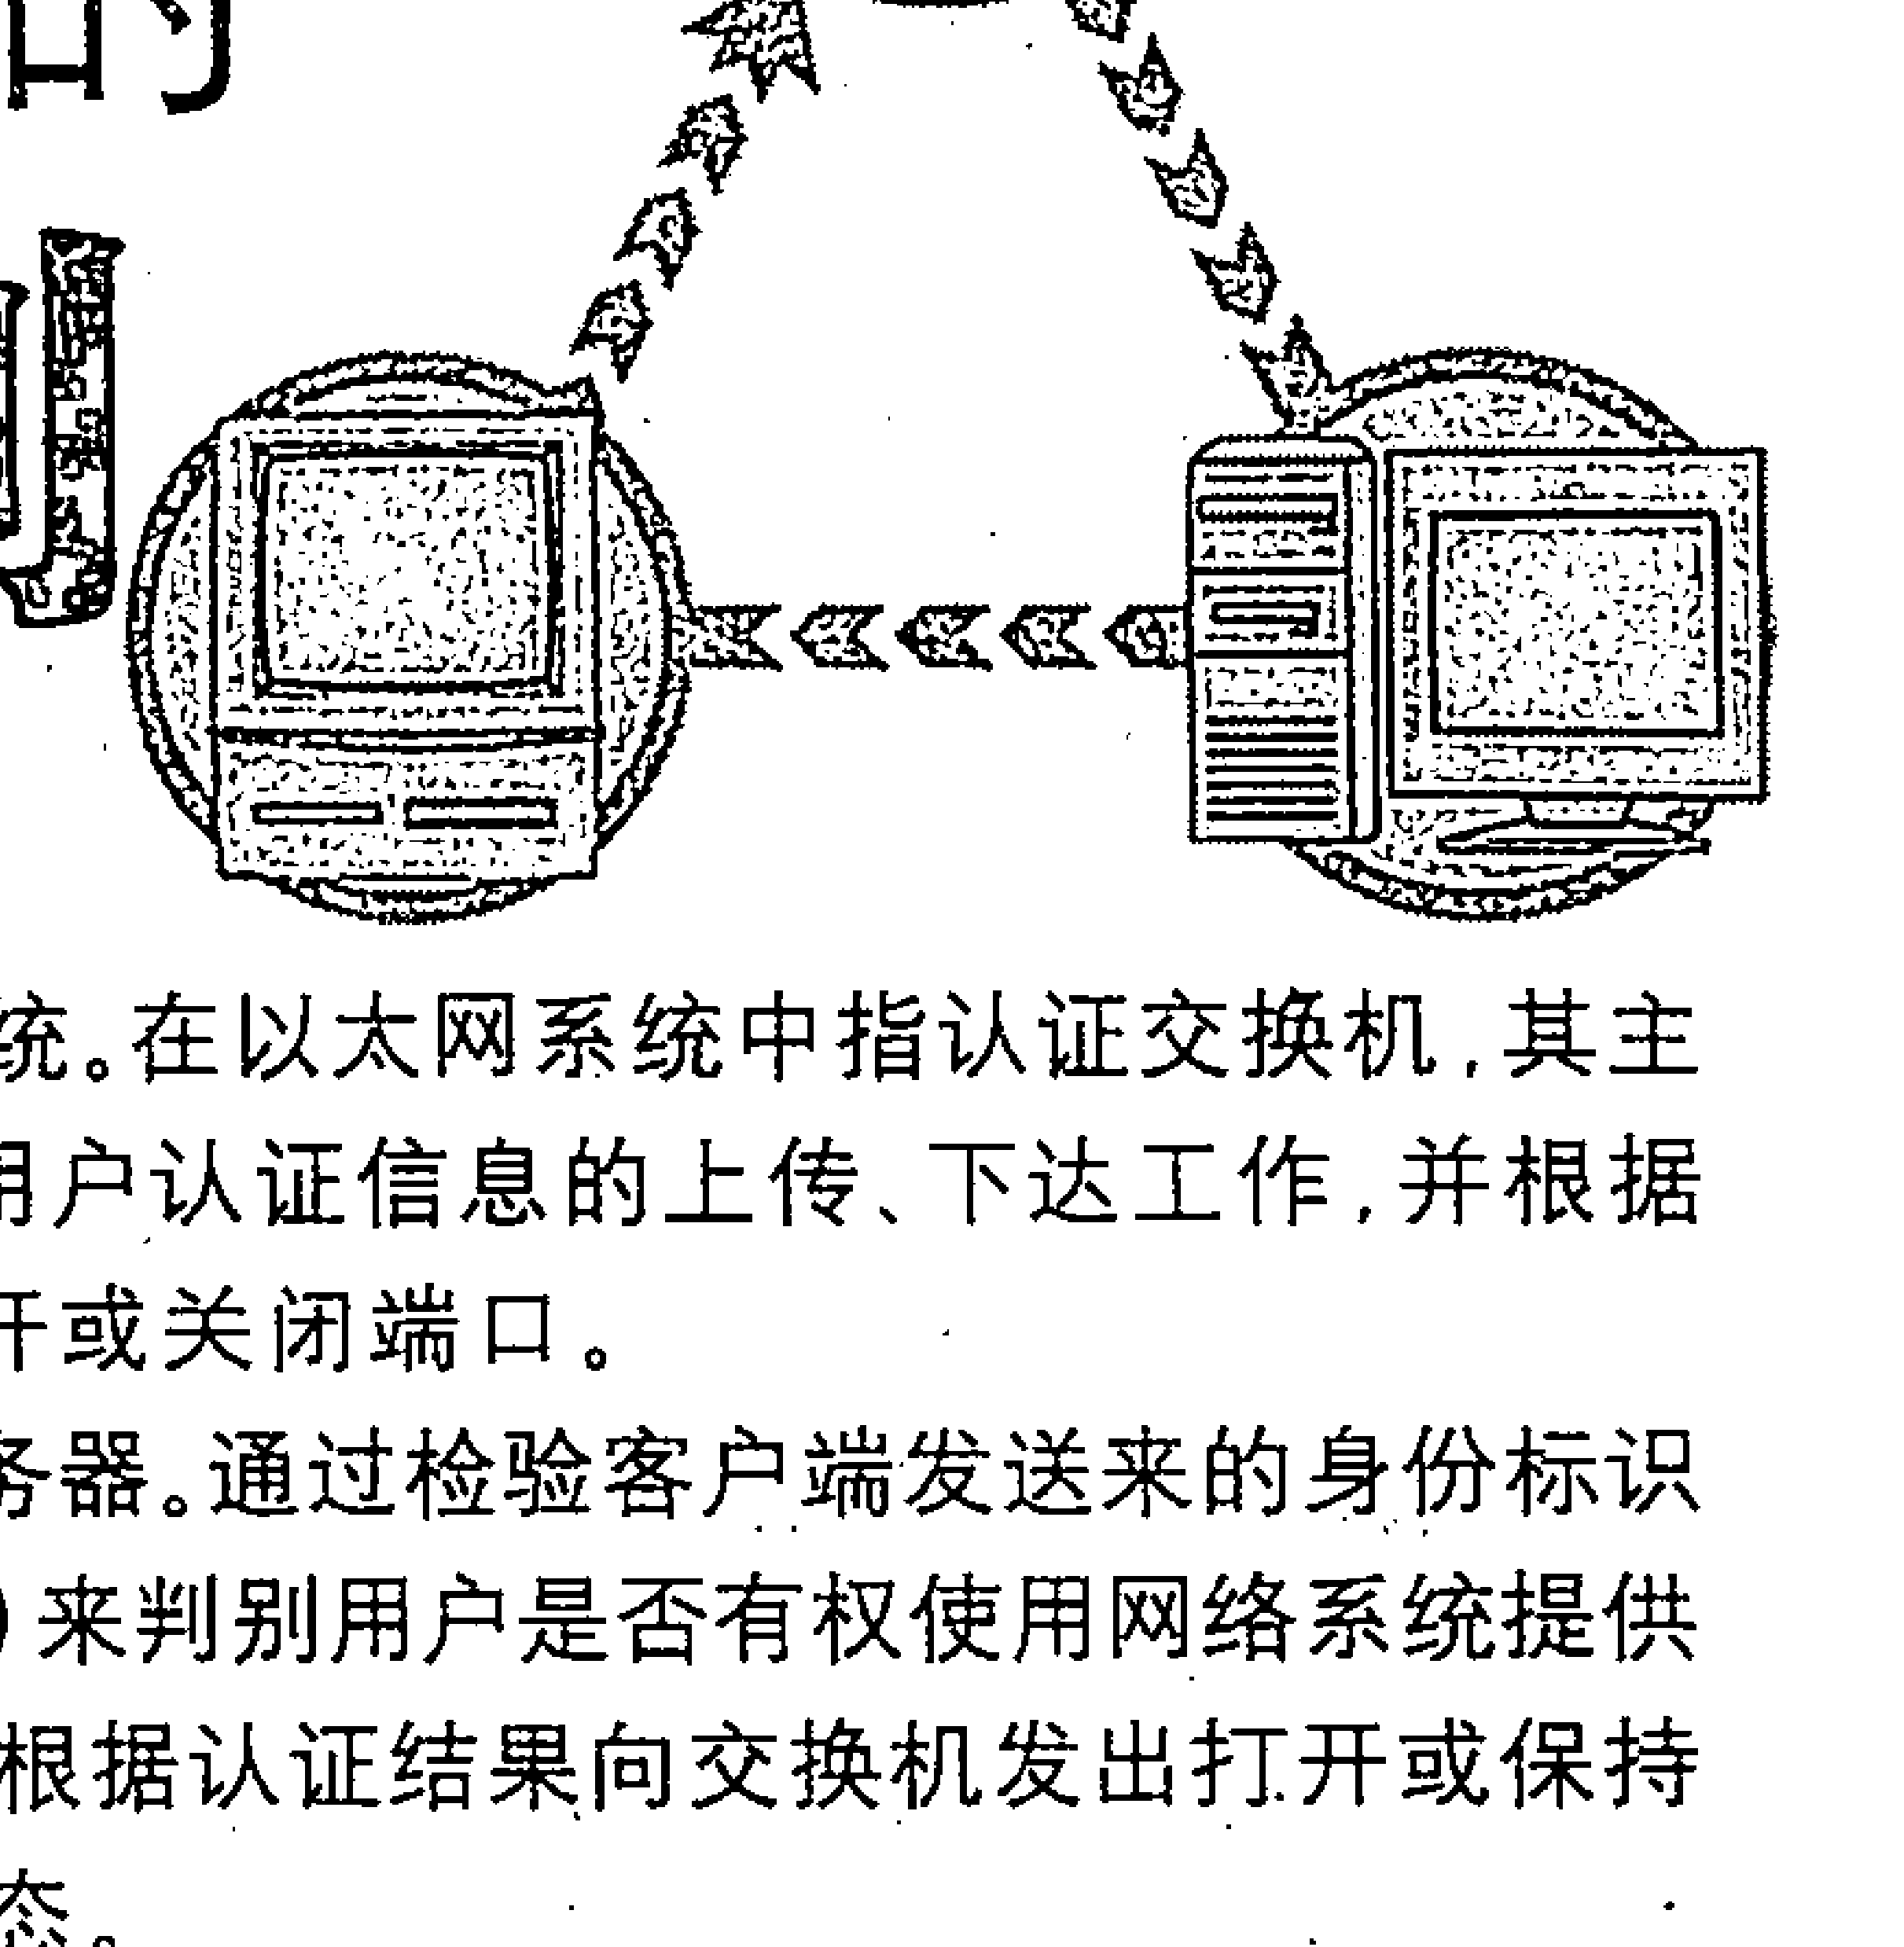 的
统。在以太网系统中指认证交换机,其主
用户认证信息的上传、下达工作,并根据
开或关闭端口。
务器。通过检验客户端发送来的身份标识
)来判别用户是否有权使用网络系统提供
根据认证结果向交换机发出打开或保持
态。